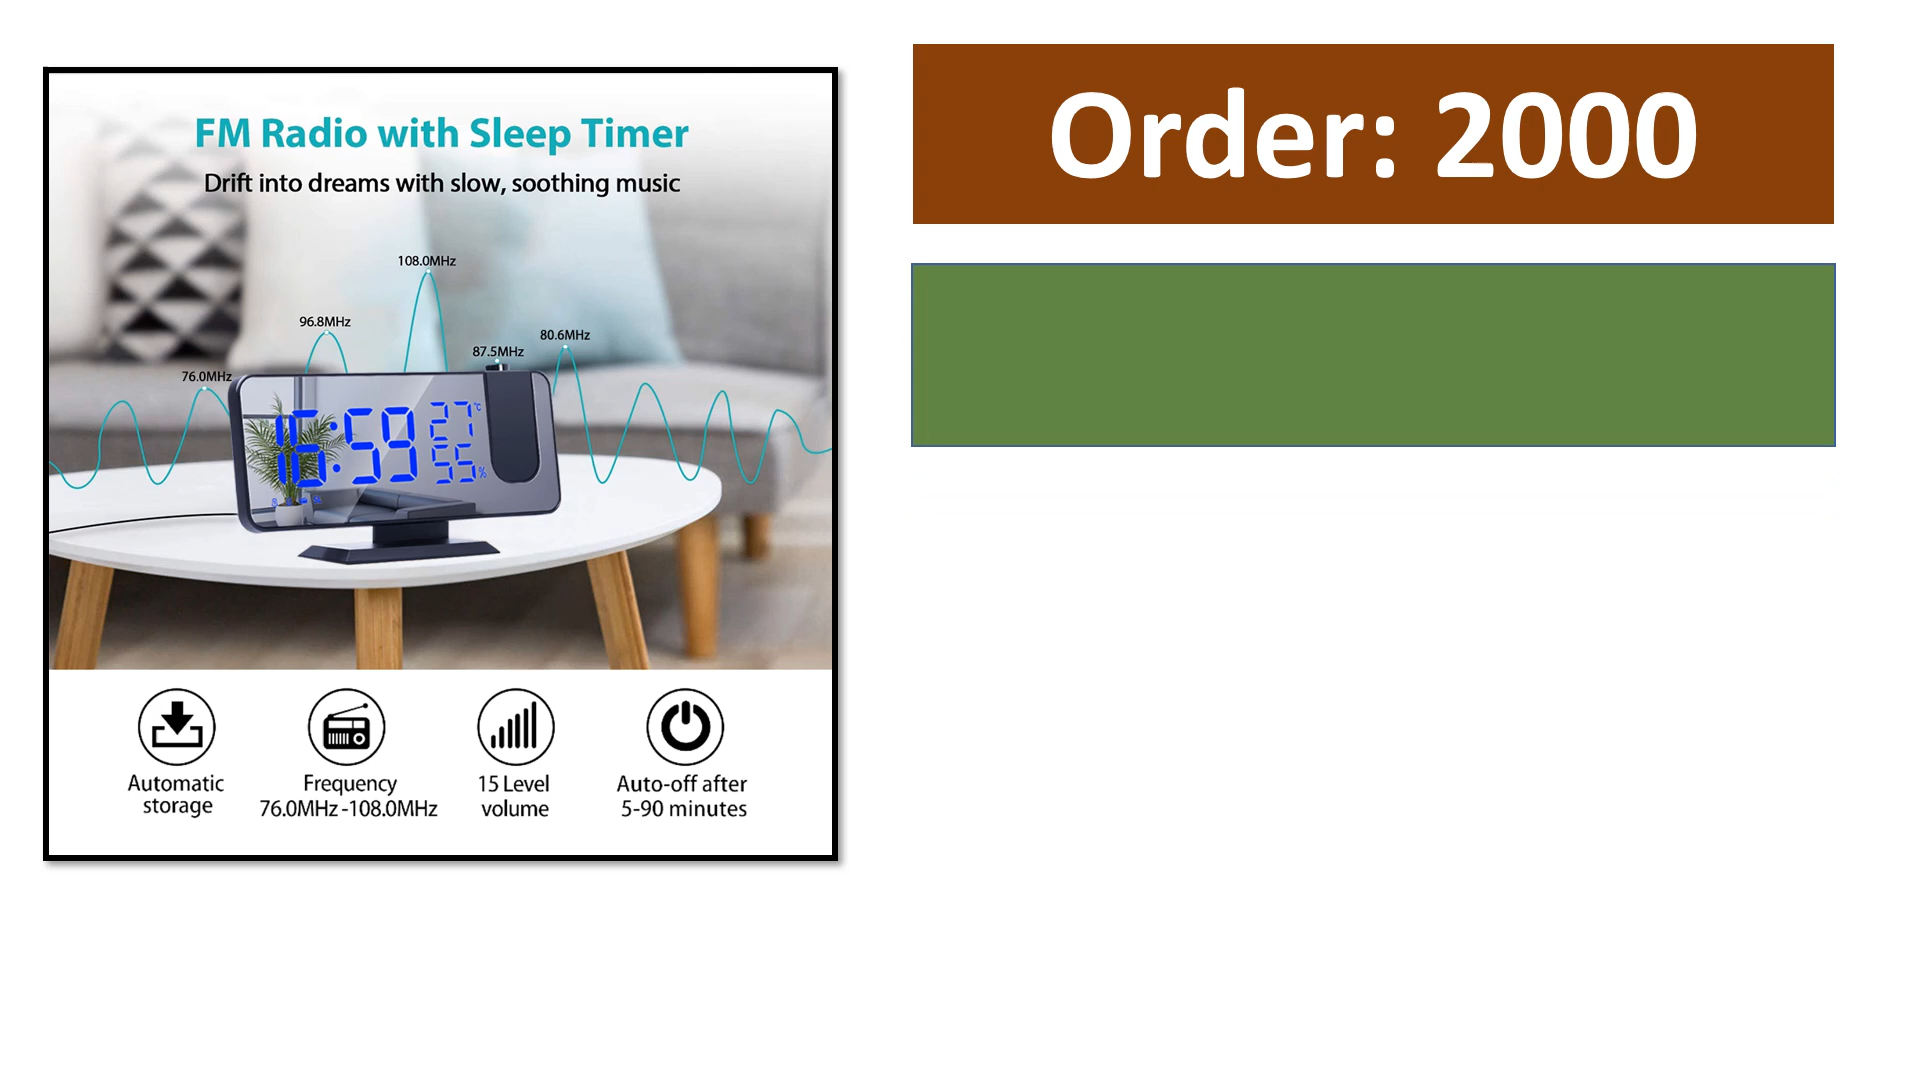 FM Radio with Sleep Timer
Drift into dreams with slow, soothing music
108.0MHz
96.8MHz
80.6MHz
87.5MHz
76.0MHz
16:59
27°C
55%
Automatic
storage
Frequency
76.0MHz -108.0MHz
15 Level
volume
Auto-off after
5-90 minutes
Order: 2000